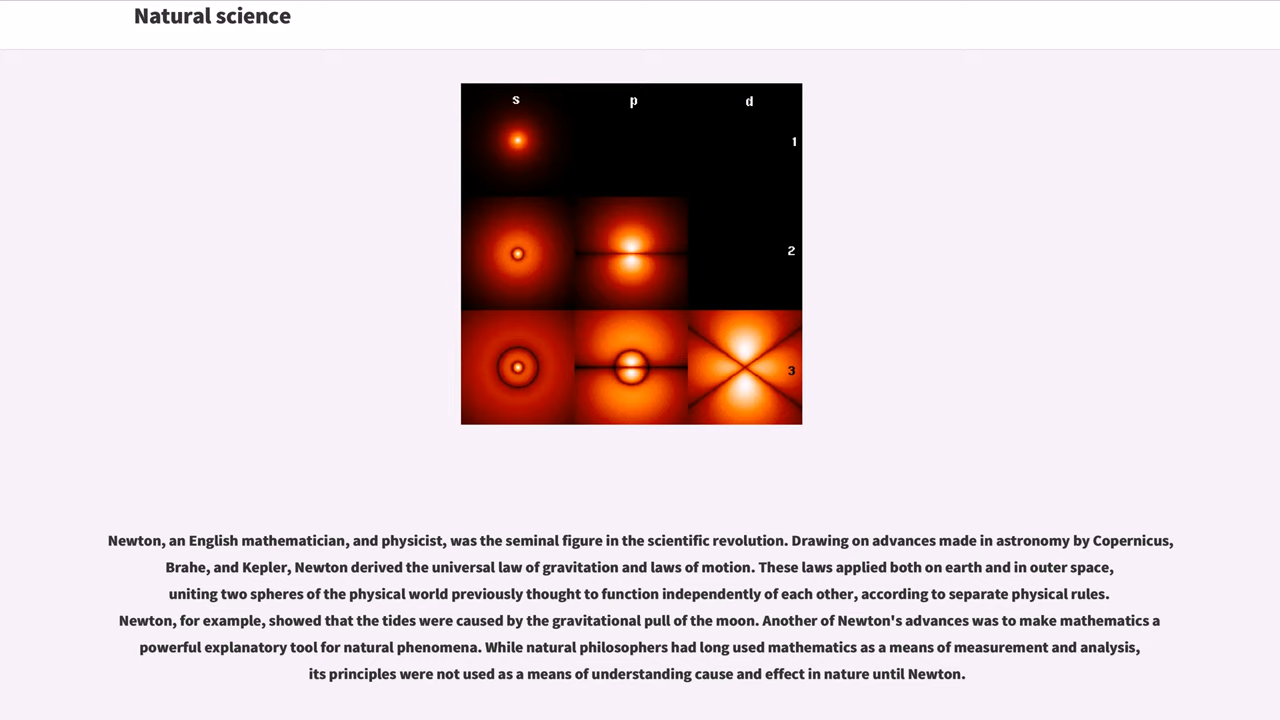 Natural science
s p d
1
2
3
Newton, an English mathematician, and physicist, was the seminal figure in the scientific revolution. Drawing on advances made in astronomy by Copernicus,
Brahe, and Kepler, Newton derived the universal law of gravitation and laws of motion. These laws applied both on earth and in outer space,
uniting two spheres of the physical world previously thought to function independently of each other, according to separate physical rules.
Newton, for example, showed that the tides were caused by the gravitational pull of the moon. Another of Newton's advances was to make mathematics a
powerful explanatory tool for natural phenomena. While natural philosophers had long used mathematics as a means of measurement and analysis,
its principles were not used as a means of understanding cause and effect in nature until Newton.